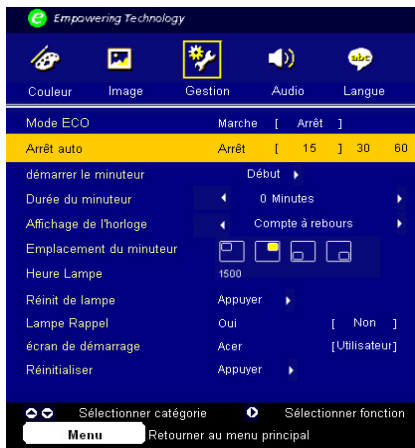 e Empowering Technology
abc
Couleur Image Gestion Audio Langue
Mode ECO Marche [ Arrêt ]
Arrêt auto Arrêt [ 15 ] 30 60
démarrer le minuteur Début
Durée du minuteur 0 Minutes
Affichage de l'horloge Compte à rebours
Emplacement du minuteur
Heure Lampe 1500
Réinit de lampe Appuyer
Lampe Rappel Oui [ Non ]
écran de démarrage Acer [Utilisateur]
Réinitialiser Appuyer
Sélectionner catégorie Sélectionner fonction
Menu Retourner au menu principal